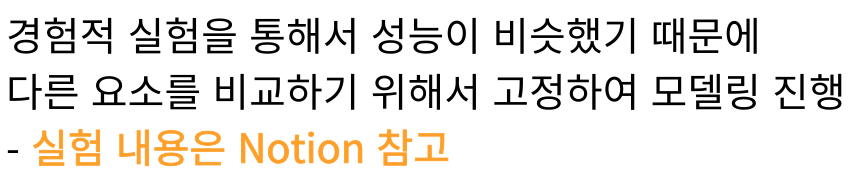 경험적 실험을 통해서 성능이 비슷했기 때문에
다른 요소를 비교하기 위해서 고정하여 모델링 진행
- 실험 내용은 Notion 참고